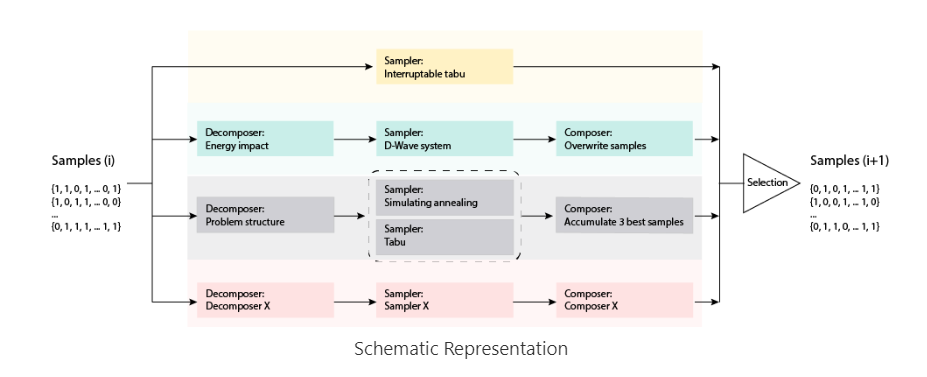 Sampler:
Interruptable tabu
Decomposer:
Energy impact
Sampler:
D-Wave system
Composer:
Overwrite samples
Samples (i)
{1, 1, 0, 1, ... 0, 1}
{1, 0, 1, 1, ... 0, 0}
...
{0, 1, 1, 1, ... 1, 1}
Decomposer:
Problem structure
Sampler:
Simulating annealing
Sampler:
Tabu
Composer:
Accumulate 3 best samples
Selection
Samples (i+1)
{0, 1, 0, 1, ... 1, 1}
{1, 0, 0, 1, ... 1, 0}
...
{0, 1, 1, 0, ... 1, 1}
Decomposer:
Decomposer X
Sampler:
Sampler X
Composer:
Composer X
Schematic Representation